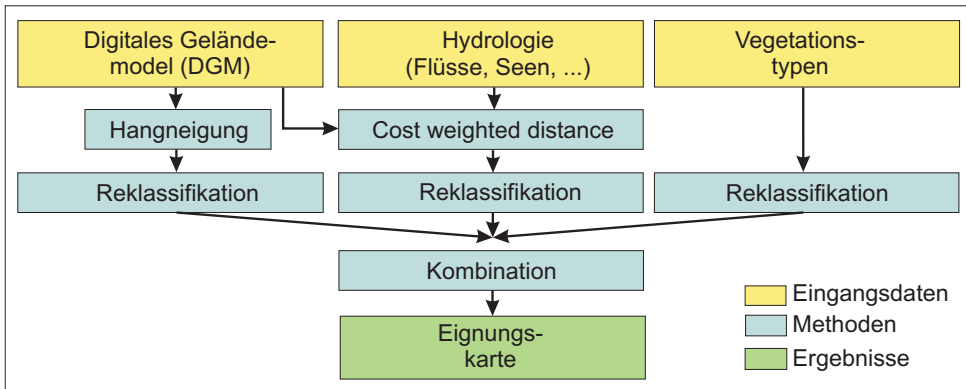 Digitales Gelände-
model (DGM)
Hydrologie
(Flüsse, Seen, ...)
Vegetations-
typen
Hangneigung
Cost weighted distance
Reklassifikation
Reklassifikation
Reklassifikation
Kombination
Eignungs-
karte
Eingangsdaten
Methoden
Ergebnisse